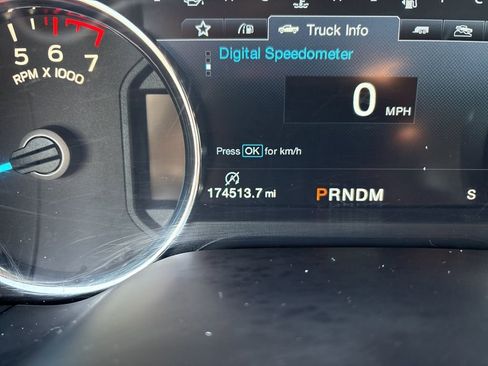 Truck Info
Digital Speedometer
0 MPH
5 6 7
RPM X 1000
Press OK for km/h
174513.7 mi
PRNDM S